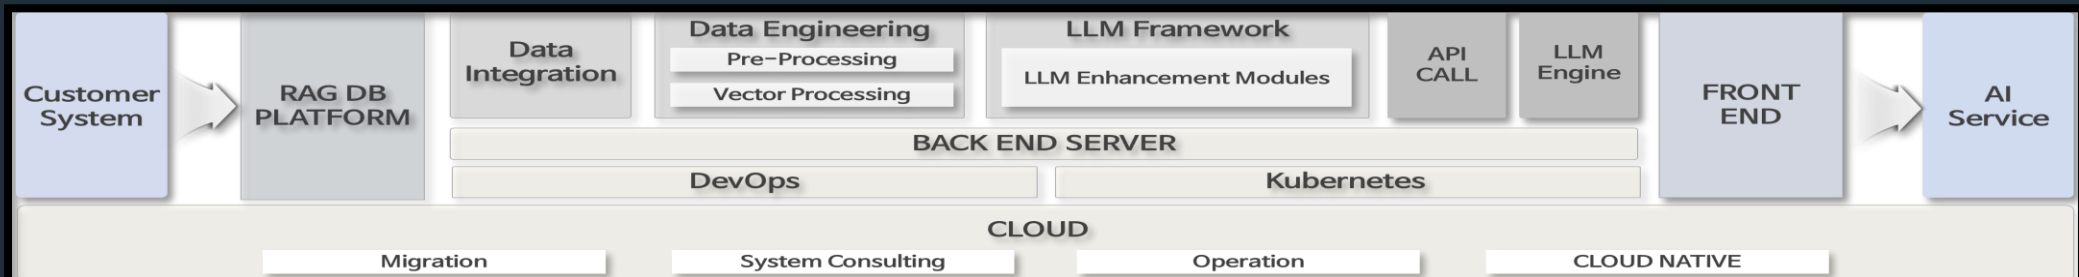 Customer
System
RAG DB
PLATFORM
Data
Integration
Data Engineering
Pre-Processing
Vector Processing
LLM Framework
LLM Enhancement Modules
API
CALL
LLM
Engine
BACK END SERVER
DevOps
Kubernetes
FRONT
END
AI
Service
CLOUD
Migration
System Consulting
Operation
CLOUD NATIVE